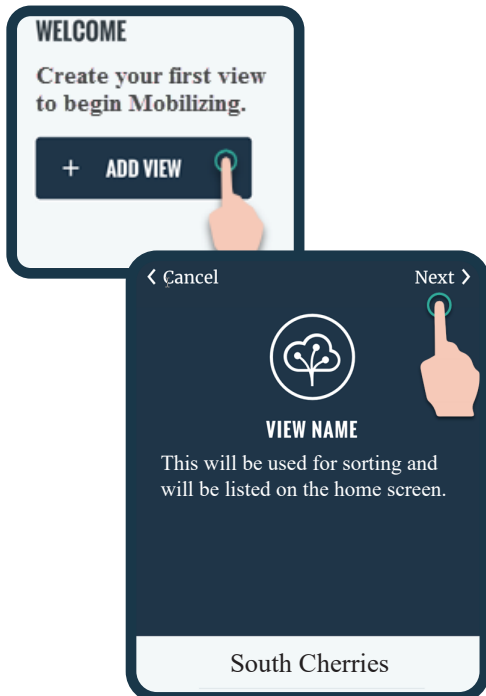 WELCOME
Create your first view
to begin Mobilizing.
+ ADD VIEW
< Cancel
Next >
VIEW NAME
This will be used for sorting and
will be listed on the home screen.
South Cherries